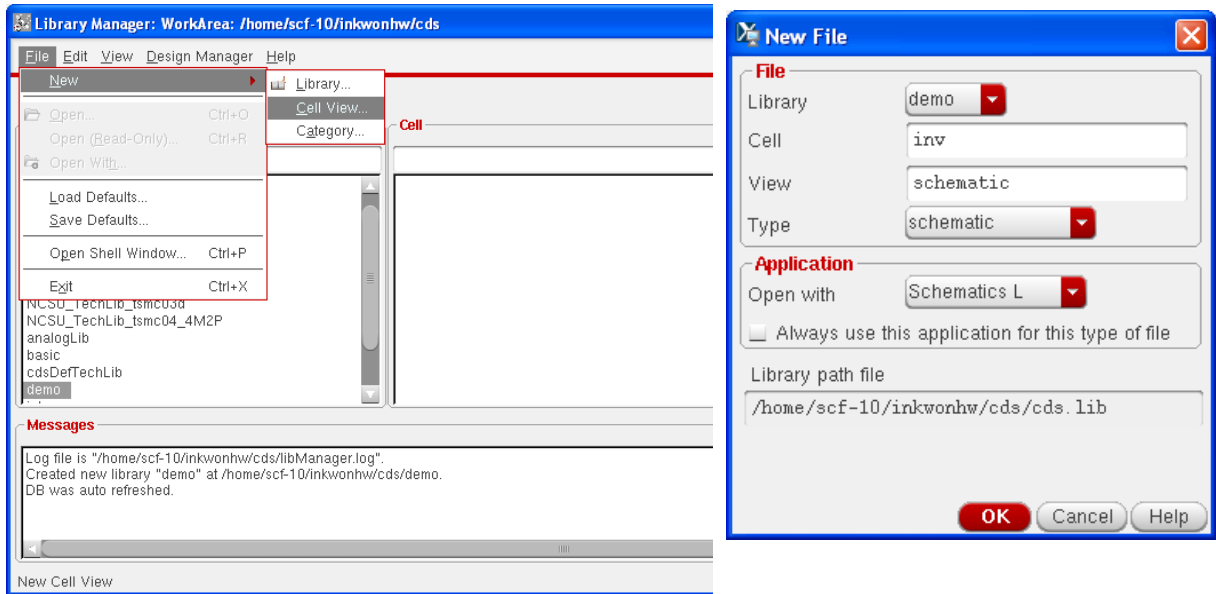 Library Manager: WorkArea: /home/scf-10/inkwonhw/cds
File Edit View Design Manager Help
New
Library...
Cell View...
Category...
Open... Ctrl+O
Open (Read-Only)... Ctrl+R
Open With...
Load Defaults...
Save Defaults...
Open Shell Window... Ctrl+P
Exit Ctrl+X
Cell
NCSU_TechLib_tsmc03d
NCSU_TechLib_tsmc04_4M2P
analogLib
basic
cdsDefTechLib
demo
Messages
Log file is "/home/scf-10/inkwonhw/cds/libManager.log".
Created new library "demo" at /home/scf-10/inkwonhw/cds/demo.
DB was auto refreshed.
New Cell View
New File
File
Library demo
Cell inv
View schematic
Type schematic
Application
Open with Schematics L
Always use this application for this type of file
Library path file
/home/scf-10/inkwonhw/cds/cds.lib
OK Cancel Help